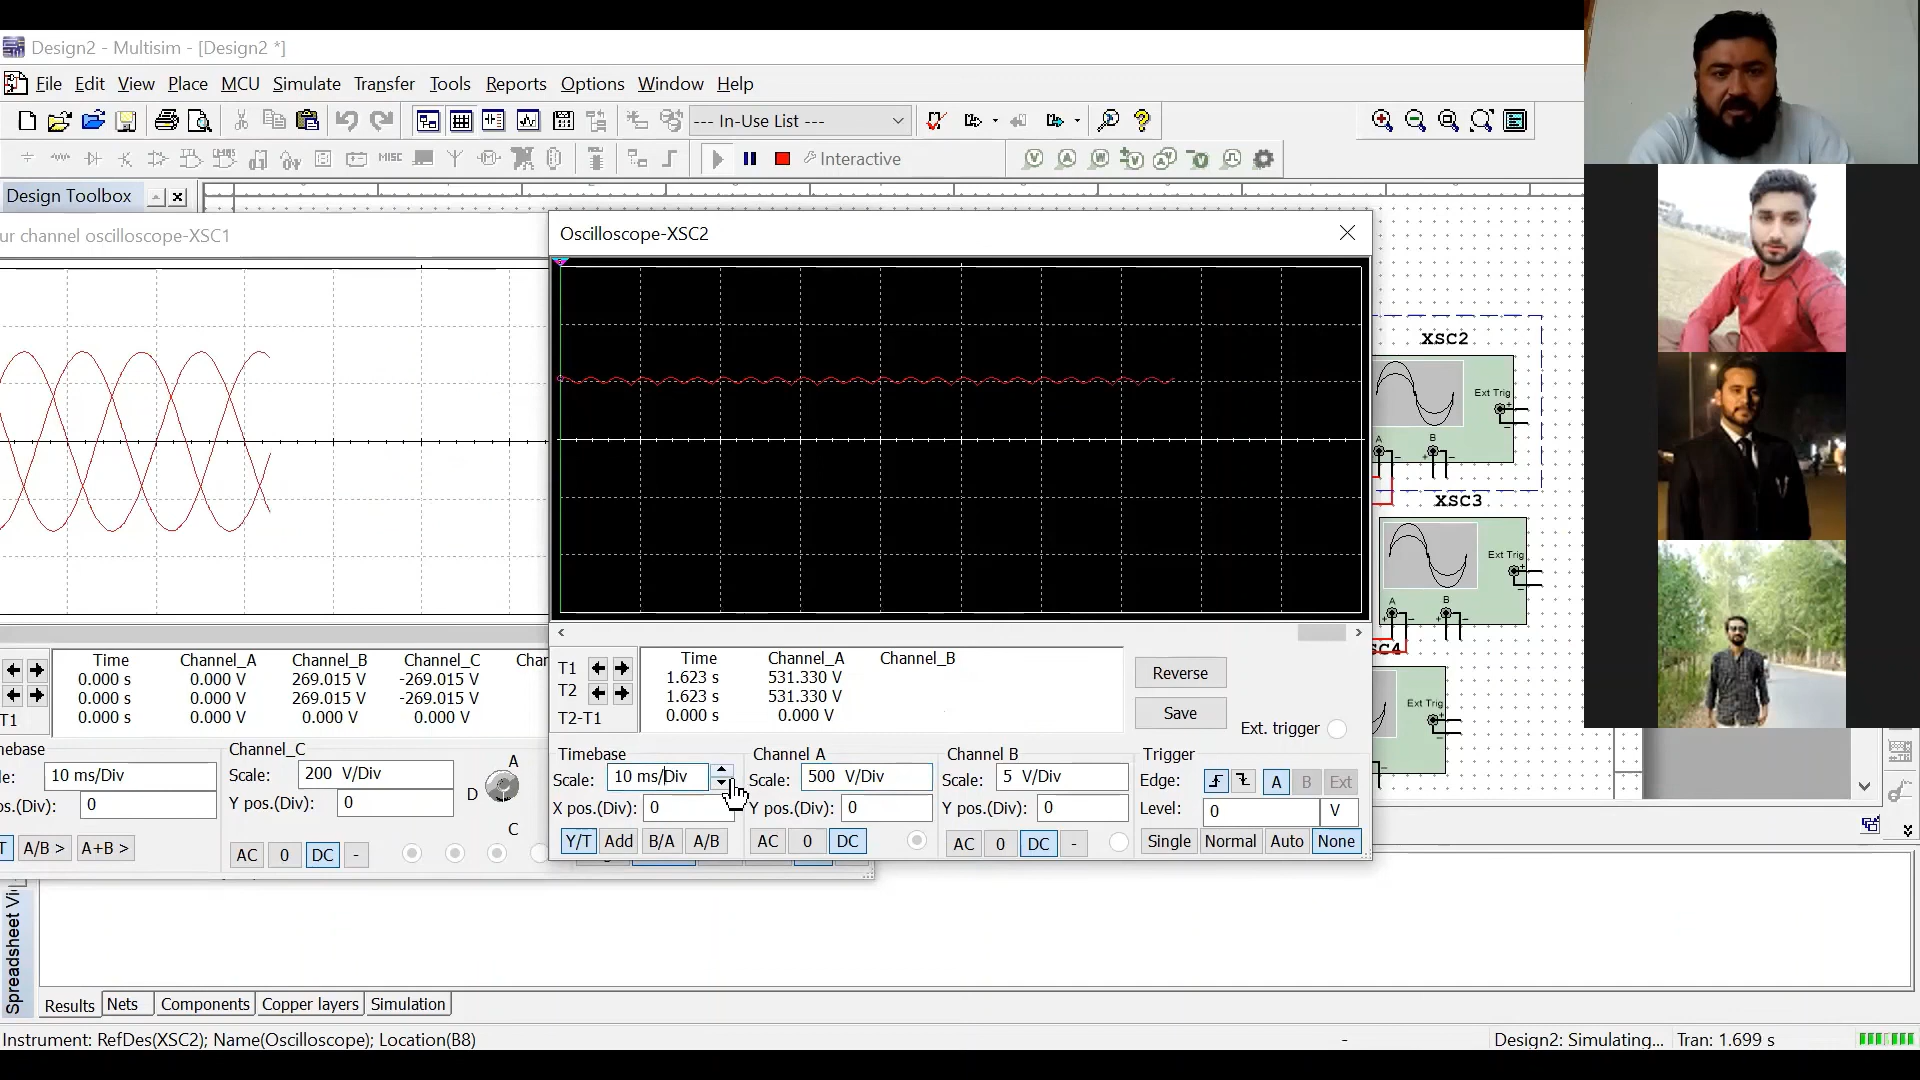 Design2 - Multisim - [Design2 *]
File Edit View Place MCU Simulate Transfer Tools Reports Options Window Help
--- In-Use List ---
MISC
Interactive
Design Toolbox
ur channel oscilloscope-XSC1
Oscilloscope-XSC2
XSC2
Ext Trig
A B
XSC3
Ext Trig
A B
SC4
Ext Trig
Time Channel_A Channel_B Channel_C Char
0.000 s 0.000 V 269.015 V -269.015 V
0.000 s 0.000 V 269.015 V -269.015 V
T1 0.000 s 0.000 V 0.000 V 0.000 V
T1
T2
T2-T1
Time Channel_A Channel_B
1.623 s 531.330 V
1.623 s 531.330 V
0.000 s 0.000 V
Reverse
Save
Ext. trigger
mebase
le: 10 ms/Div
os.(Div): 0
T A/B > A+B >
Channel_C
Scale: 200 V/Div
Y pos.(Div): 0
AC 0 DC -
A
D
C
Timebase
Scale: 10 ms/Div
X pos.(Div): 0
Y/T Add B/A A/B
Channel A
Scale: 500 V/Div
Y pos.(Div): 0
AC 0 DC
Channel B
Scale: 5 V/Div
Y pos.(Div): 0
AC 0 DC -
Trigger
Edge: A B Ext
Level: 0 V
Single Normal Auto None
Spreadsheet Vi
Results Nets Components Copper layers Simulation
Instrument: RefDes(XSC2); Name(Oscilloscope); Location(B8) - Design2: Simulating... Tran: 1.699 s